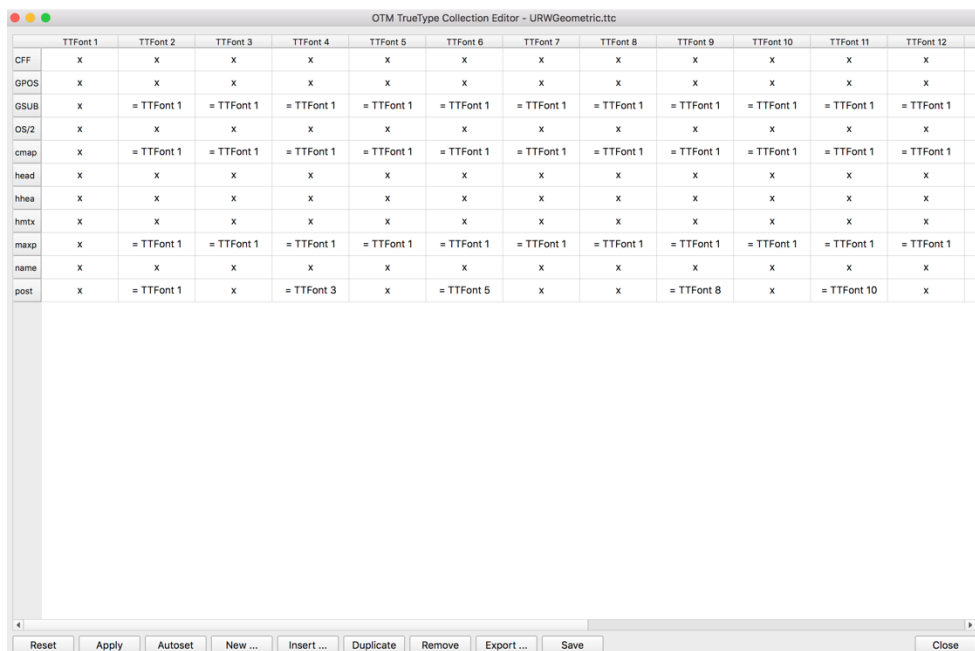 OTM TrueType Collection Editor - URWGeometric.ttc
TTFont 1 TTFont 2 TTFont 3 TTFont 4 TTFont 5 TTFont 6 TTFont 7 TTFont 8 TTFont 9 TTFont 10 TTFont 11 TTFont 12
CFF x x x x x x x x x x x x
GPOS x x x x x x x x x x x x
GSUB x = TTFont 1 = TTFont 1 = TTFont 1 = TTFont 1 = TTFont 1 = TTFont 1 = TTFont 1 = TTFont 1 = TTFont 1 = TTFont 1 = TTFont 1
OS/2 x x x x x x x x x x x x
cmap x = TTFont 1 = TTFont 1 = TTFont 1 = TTFont 1 = TTFont 1 = TTFont 1 = TTFont 1 = TTFont 1 = TTFont 1 = TTFont 1 = TTFont 1
head x x x x x x x x x x x x
hhea x x x x x x x x x x x x
hmtx x x x x x x x x x x x x
maxp x = TTFont 1 = TTFont 1 = TTFont 1 = TTFont 1 = TTFont 1 = TTFont 1 = TTFont 1 = TTFont 1 = TTFont 1 = TTFont 1 = TTFont 1
name x x x x x x x x x x x x
post x = TTFont 1 x = TTFont 3 x = TTFont 5 x x = TTFont 8 x = TTFont 10 x
Reset Apply Autoset New ... Insert ... Duplicate Remove Export ... Save Close